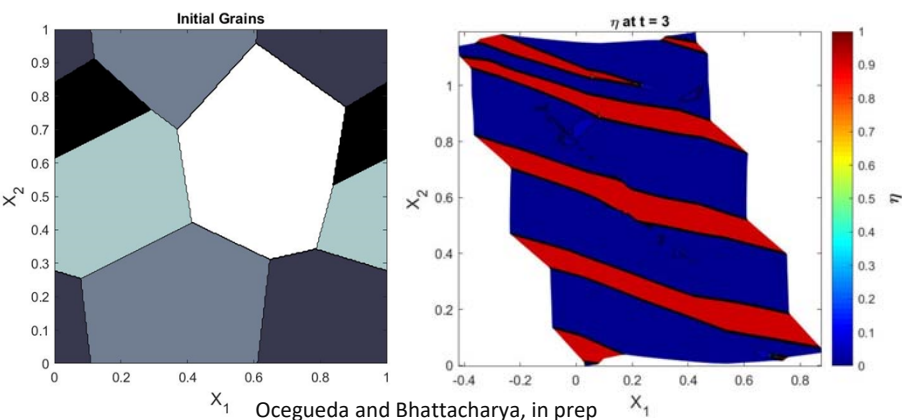 Initial Grains
1
0.9
0.8
0.7
0.6
0.5
0.4
0.3
0.2
0.1
0
X2
0 0.2 0.4 0.6 0.8 1
X1
η at t = 3
1
0.8
0.6
0.4
0.2
0
X2
-0.4 -0.2 0 0.2 0.4 0.6 0.8
X1
1
0.9
0.8
0.7
0.6
0.5
0.4
0.3
0.2
0.1
0
η
Ocegueda and Bhattacharya, in prep